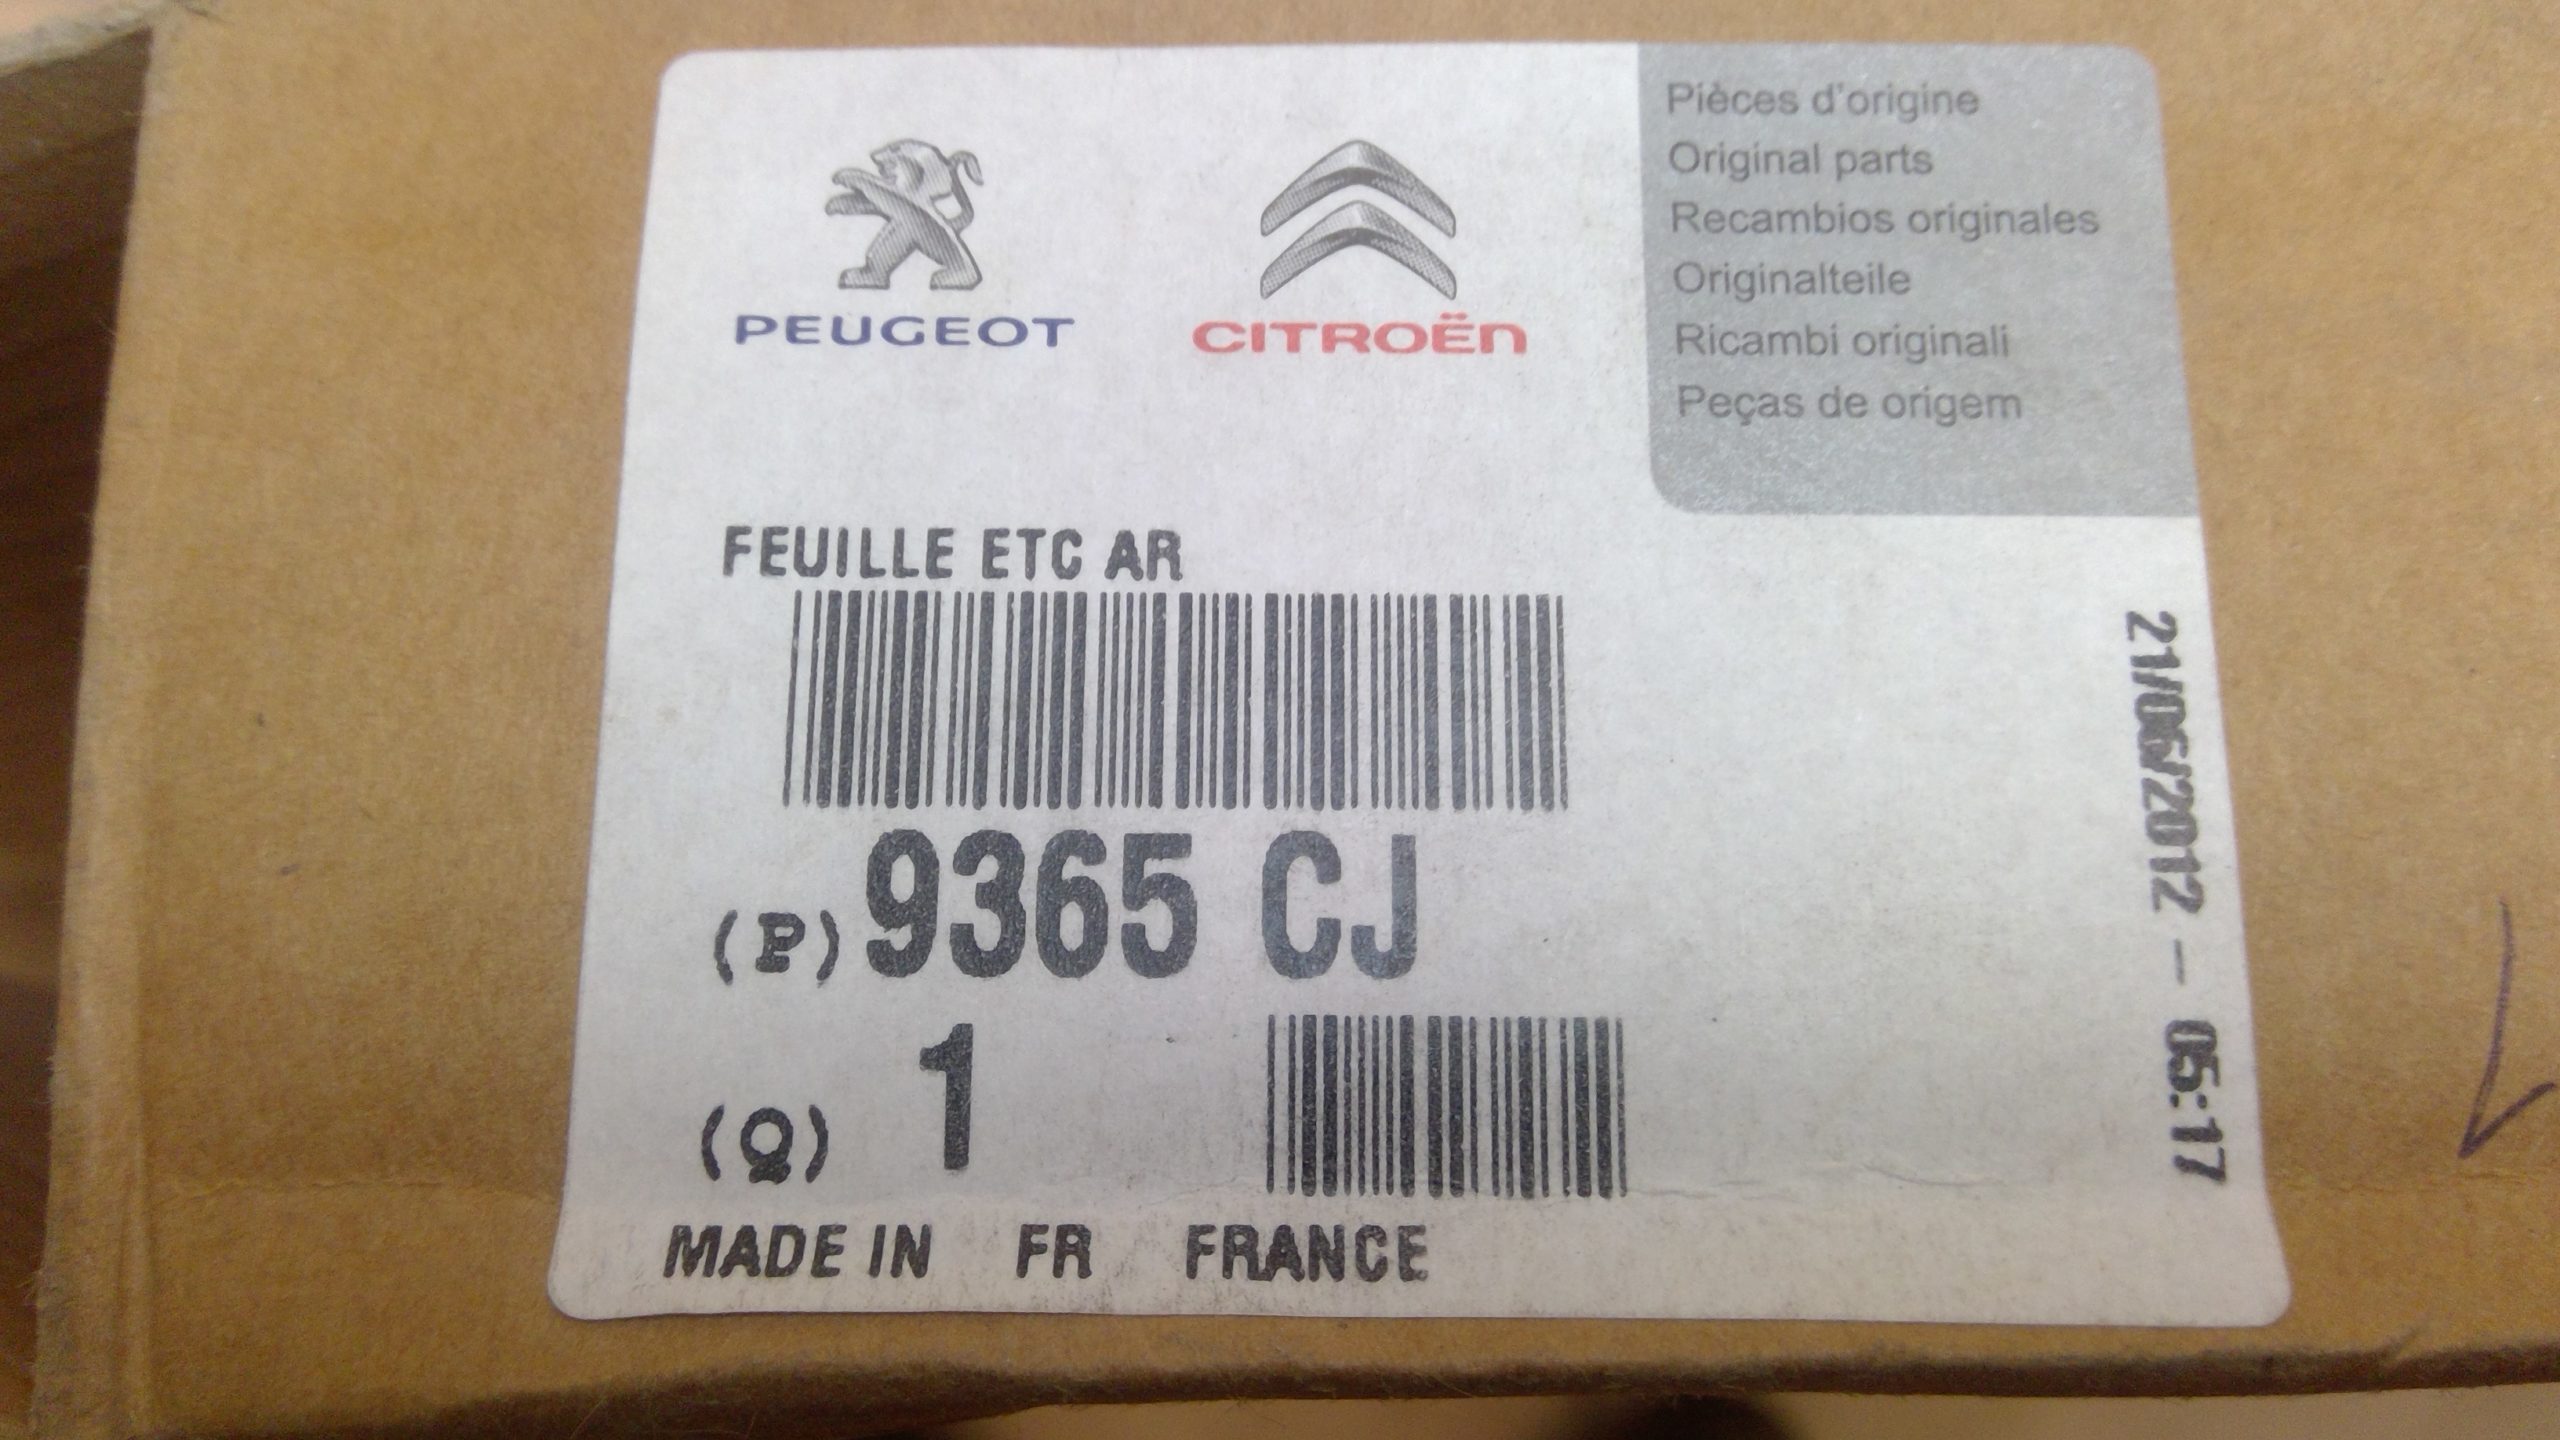 PEUGEOT
CITROËN
Pièces d'origine
Original parts
Recambios originales
Originalteile
Ricambi originali
Peças de origem
FEUILLE ETC AR
(P) 9365 CJ
(Q) 1
MADE IN FR FRANCE
21/06/2012 - 05:17